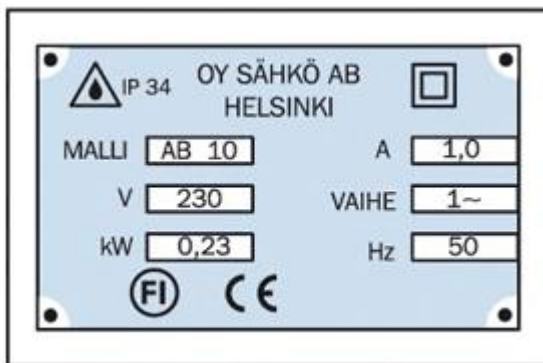 IP 34 OY SÄHKÖ AB
HELSINKI
MALLI AB 10 A 1,0
V 230 VAIHE 1~
kW 0,23 Hz 50
FI CE